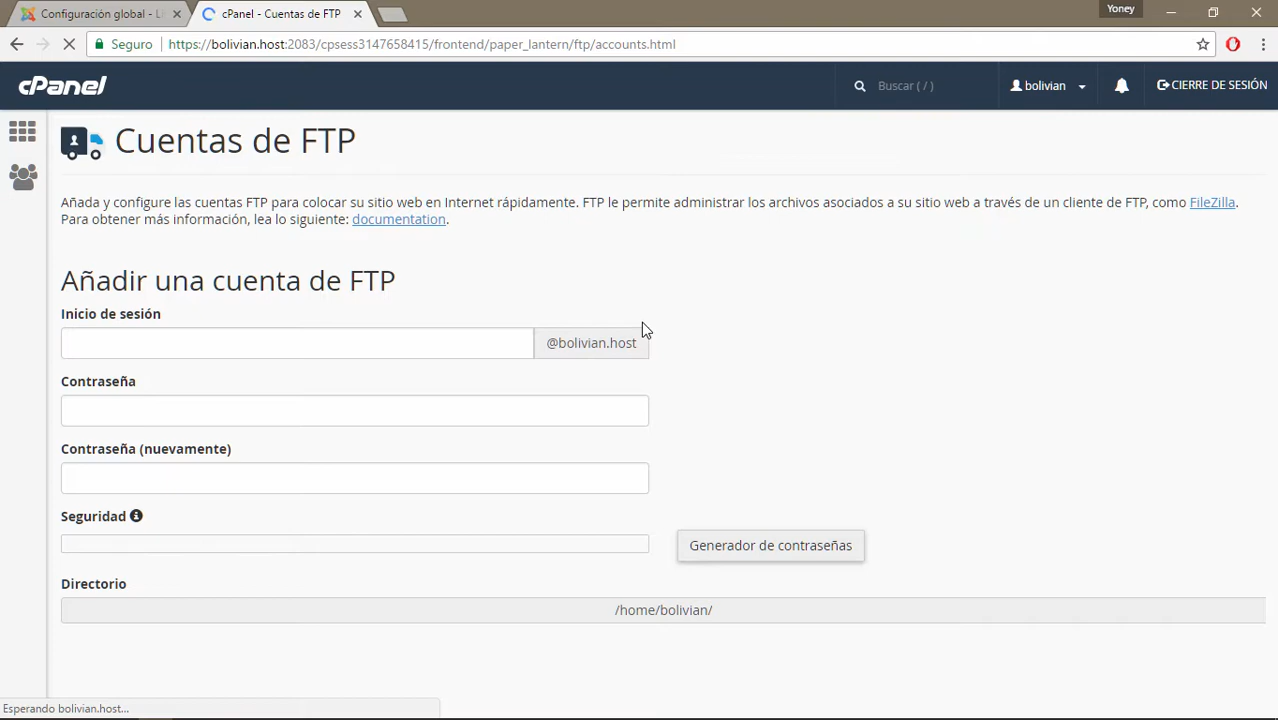 Configuración global - Li
cPanel - Cuentas de FTP
Yoney
Seguro
https://bolivian.host:2083/cpsess3147658415/frontend/paper_lantern/ftp/accounts.html
cPanel
Buscar ( / )
bolivian
CIERRE DE SESIÓN
Cuentas de FTP
Añada y configure las cuentas FTP para colocar su sitio web en Internet rápidamente. FTP le permite administrar los archivos asociados a su sitio web a través de un cliente de FTP, como FileZilla.
Para obtener más información, lea lo siguiente: documentation.
Añadir una cuenta de FTP
Inicio de sesión
@bolivian.host
Contraseña
Contraseña (nuevamente)
Seguridad
Generador de contraseñas
Directorio
/home/bolivian/
Esperando bolivian.host...